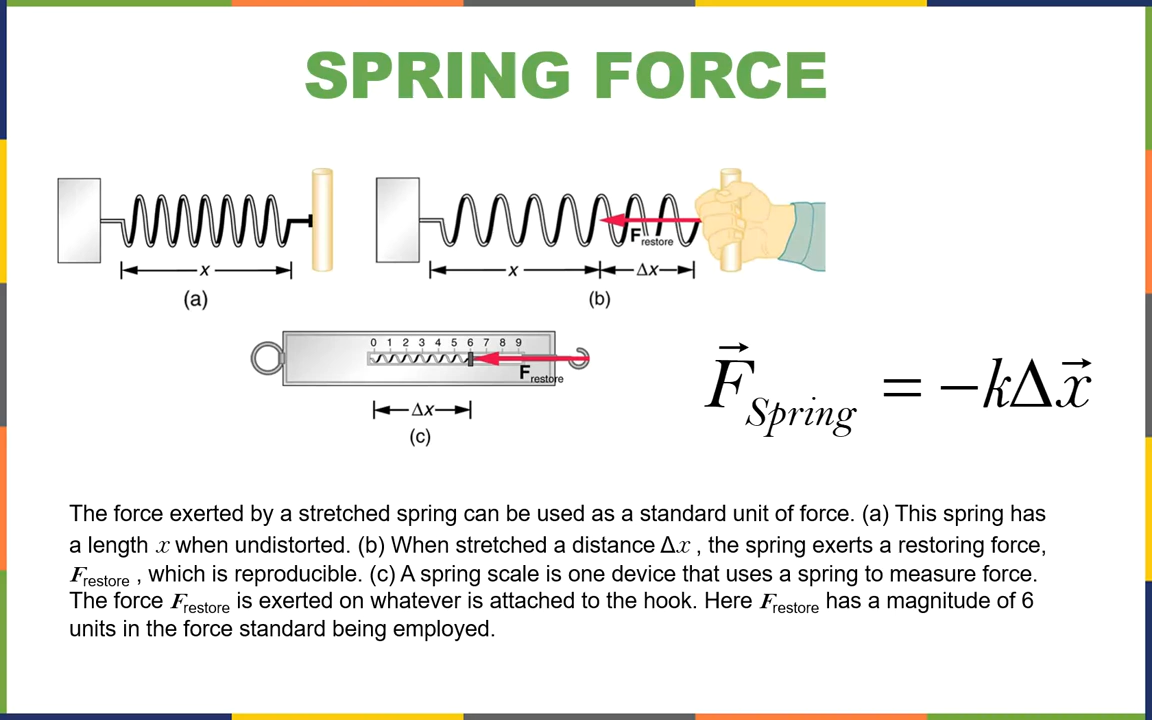 SPRING FORCE
x
(a)
F restore
x Δx
(b)
0 1 2 3 4 5 6 7 8 9
F restore
Δx
(c)
F⃗Spring = −kΔx⃗
The force exerted by a stretched spring can be used as a standard unit of force. (a) This spring has
a length x when undistorted. (b) When stretched a distance Δx , the spring exerts a restoring force,
Frestore , which is reproducible. (c) A spring scale is one device that uses a spring to measure force.
The force Frestore is exerted on whatever is attached to the hook. Here Frestore has a magnitude of 6
units in the force standard being employed.